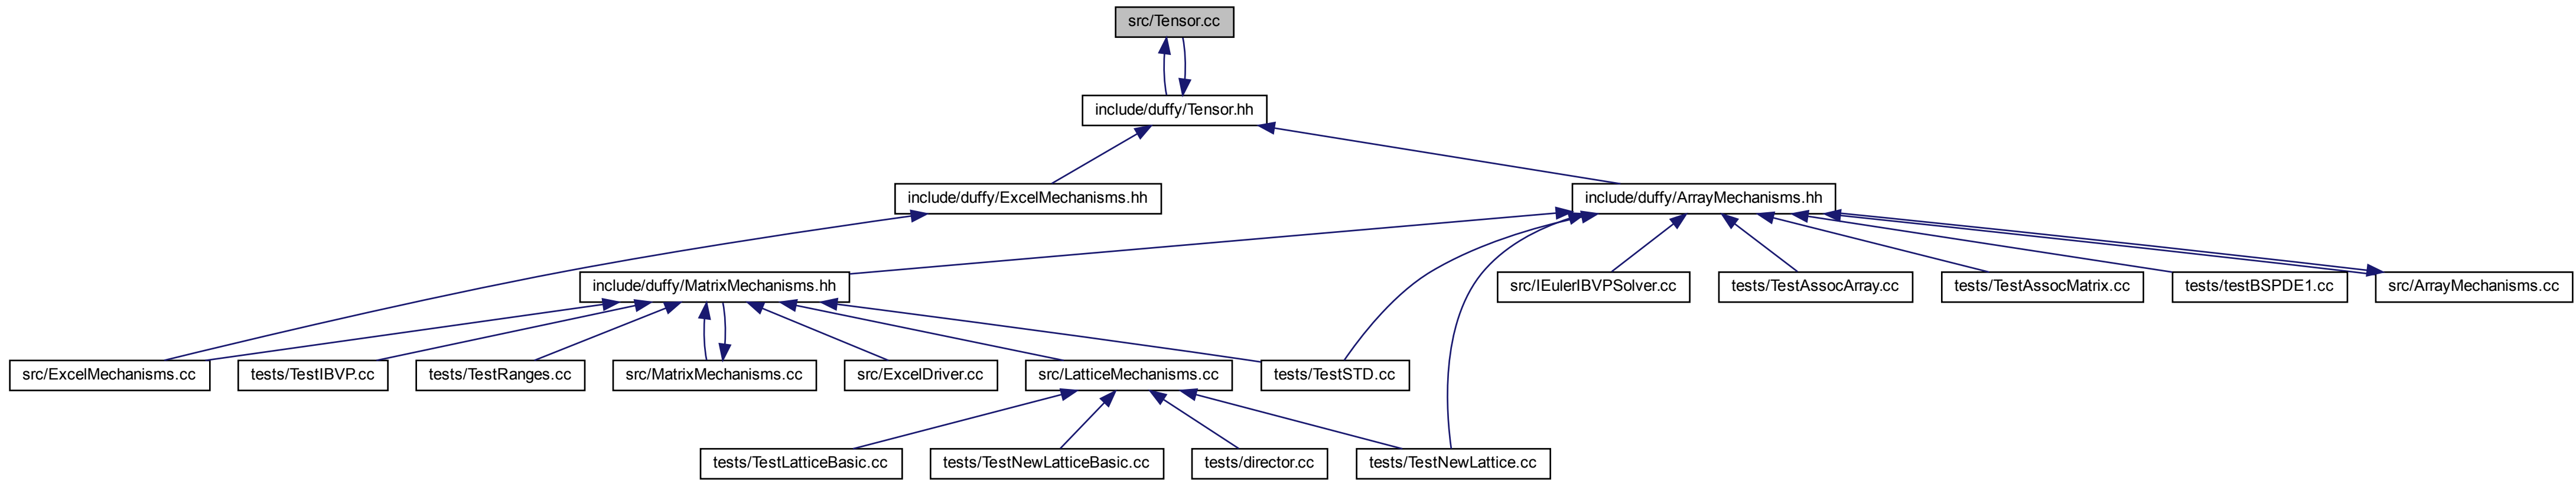 src/Tensor.cc
include/duffy/Tensor.hh
include/duffy/ExcelMechanisms.hh
include/duffy/ArrayMechanisms.hh
include/duffy/MatrixMechanisms.hh
src/IEulerIBVPSolver.cc
tests/TestAssocArray.cc
tests/TestAssocMatrix.cc
tests/testBSPDE1.cc
src/ArrayMechanisms.cc
src/ExcelMechanisms.cc
tests/TestIBVP.cc
tests/TestRanges.cc
src/MatrixMechanisms.cc
src/ExcelDriver.cc
src/LatticeMechanisms.cc
tests/TestSTD.cc
tests/TestLatticeBasic.cc
tests/TestNewLatticeBasic.cc
tests/director.cc
tests/TestNewLattice.cc